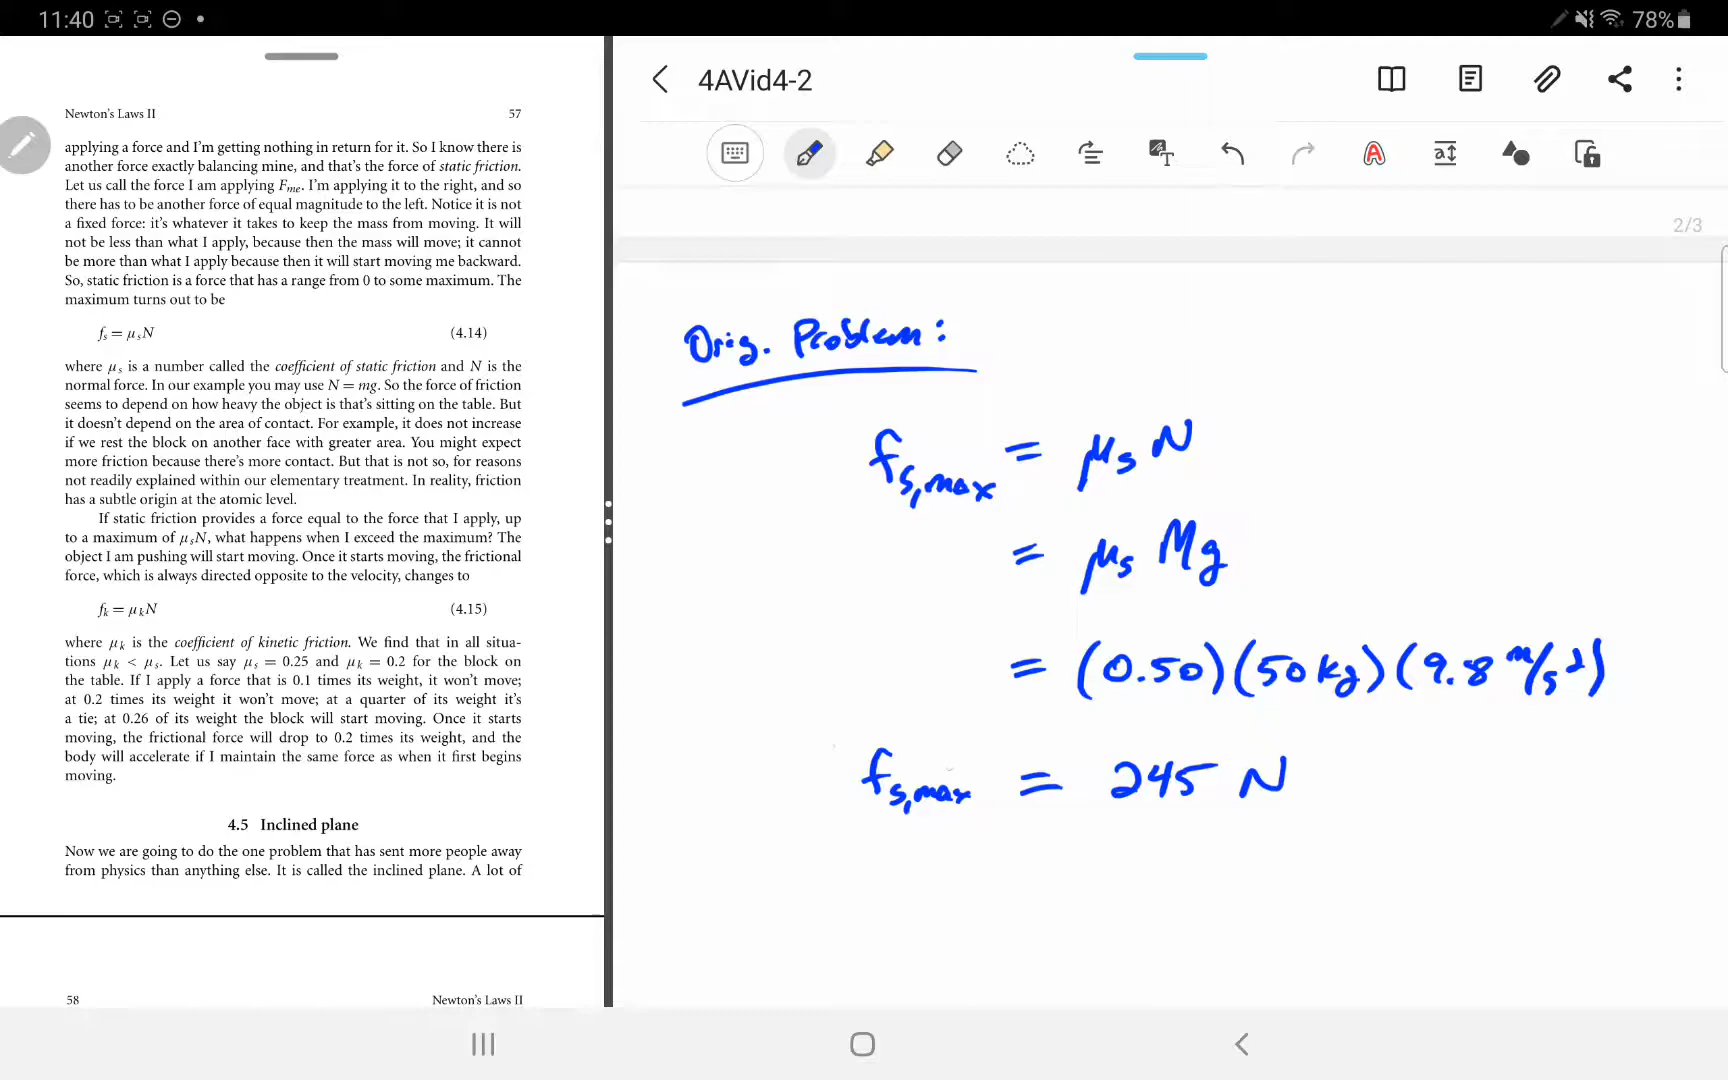 11:40
78%
Newton's Laws II 57
applying a force and I'm getting nothing in return for it. So I know there is
another force exactly balancing mine, and that's the force of static friction.
Let us call the force I am applying Fme. I'm applying it to the right, and so
there has to be another force of equal magnitude to the left. Notice it is not
a fixed force: it's whatever it takes to keep the mass from moving. It will
not be less than what I apply, because then the mass will move; it cannot
be more than what I apply because then it will start moving me backward.
So, static friction is a force that has a range from 0 to some maximum. The
maximum turns out to be
fs = μsN (4.14)
where μs is a number called the coefficient of static friction and N is the
normal force. In our example you may use N = mg. So the force of friction
seems to depend on how heavy the object is that's sitting on the table. But
it doesn't depend on the area of contact. For example, it does not increase
if we rest the block on another face with greater area. You might expect
more friction because there's more contact. But that is not so, for reasons
not readily explained within our elementary treatment. In reality, friction
has a subtle origin at the atomic level.
If static friction provides a force equal to the force that I apply, up
to a maximum of μsN, what happens when I exceed the maximum? The
object I am pushing will start moving. Once it starts moving, the frictional
force, which is always directed opposite to the velocity, changes to
fk = μkN (4.15)
where μk is the coefficient of kinetic friction. We find that in all situa-
tions μk < μs. Let us say μs = 0.25 and μk = 0.2 for the block on
the table. If I apply a force that is 0.1 times its weight, it won't move;
at 0.2 times its weight it won't move; at a quarter of its weight it's
a tie; at 0.26 of its weight the block will start moving. Once it starts
moving, the frictional force will drop to 0.2 times its weight, and the
body will accelerate if I maintain the same force as when it first begins
moving.
4.5 Inclined plane
Now we are going to do the one problem that has sent more people away
from physics than anything else. It is called the inclined plane. A lot of
58 Newton's Laws II
4AVid4-2
2/3
Orig. Problem:
fs,max = μs N
= μs Mg
= (0.50)(50 kg)(9.8 m/s²)
fs,max = 245 N